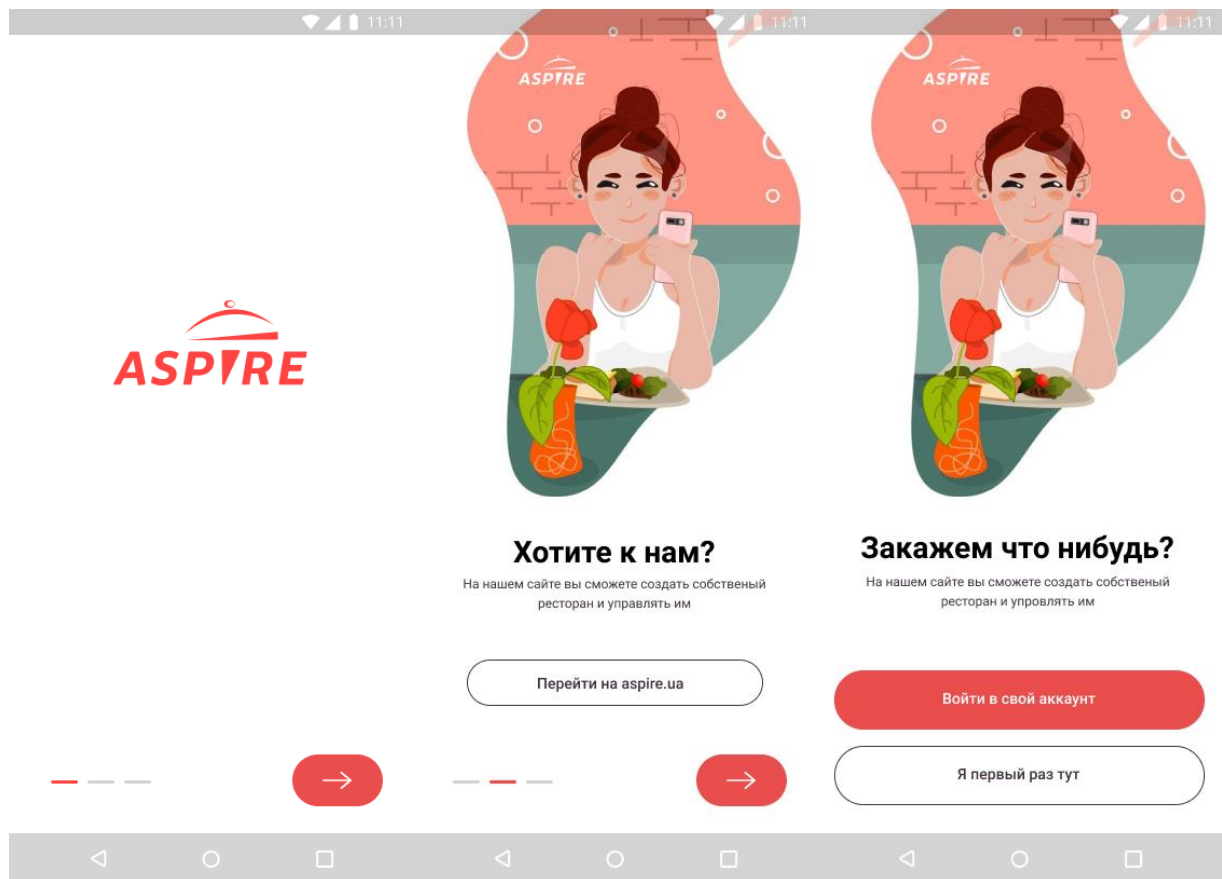 11:11
ASPIRE
11:11
ASPIRE
Хотите к нам?
На нашем сайте вы сможете создать собственый
ресторан и управлять им
Перейти на aspire.ua
11:11
ASPIRE
Закажем что нибудь?
На нашем сайте вы сможете создать собственый
ресторан и упровлять им
Войти в свой аккаунт
Я первый раз тут